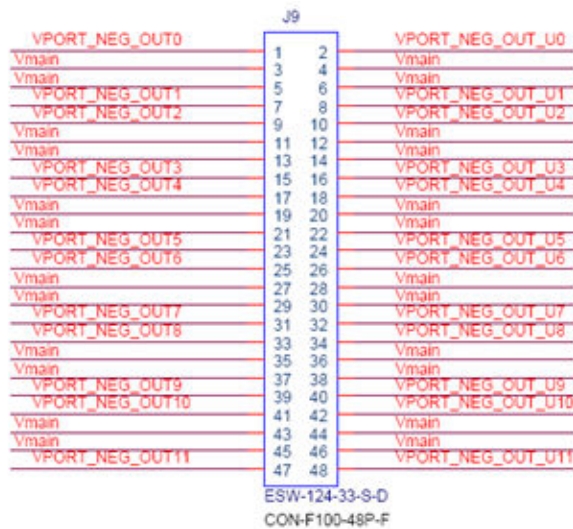 J9
VPORT_NEG_OUT0 VPORT_NEG_OUT_U0
1 2
Vmain Vmain
3 4
Vmain Vmain
5 6
VPORT_NEG_OUT1 VPORT_NEG_OUT_U1
7 8
VPORT_NEG_OUT2 VPORT_NEG_OUT_U2
9 10
Vmain Vmain
11 12
Vmain Vmain
13 14
VPORT_NEG_OUT3 VPORT_NEG_OUT_U3
15 16
VPORT_NEG_OUT4 VPORT_NEG_OUT_U4
17 18
Vmain Vmain
19 20
Vmain Vmain
21 22
VPORT_NEG_OUT5 VPORT_NEG_OUT_U5
23 24
VPORT_NEG_OUT6 VPORT_NEG_OUT_U6
25 26
Vmain Vmain
27 28
Vmain Vmain
29 30
VPORT_NEG_OUT7 VPORT_NEG_OUT_U7
31 32
VPORT_NEG_OUT8 VPORT_NEG_OUT_U8
33 34
Vmain Vmain
35 36
Vmain Vmain
37 38
VPORT_NEG_OUT9 VPORT_NEG_OUT_U9
39 40
VPORT_NEG_OUT10 VPORT_NEG_OUT_U10
41 42
Vmain Vmain
43 44
Vmain Vmain
45 46
VPORT_NEG_OUT11 VPORT_NEG_OUT_U11
47 48
ESW-124-33-S-D
CON-F100-48P-F